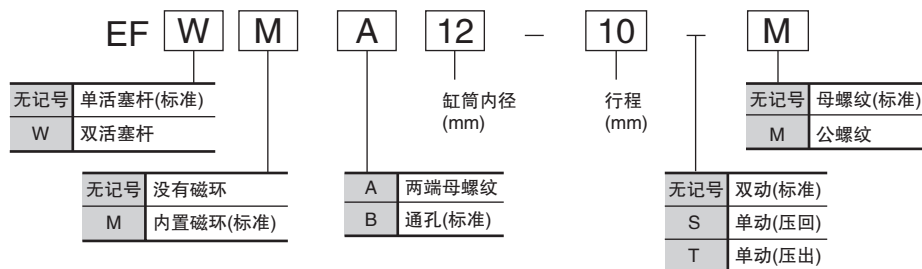 EF W M A 12 — 10 — M
无记号 单活塞杆(标准)
W 双活塞杆
缸筒内径
(mm)
行程
(mm)
无记号 母螺纹(标准)
M 公螺纹
无记号 没有磁环
M 内置磁环(标准)
A 两端母螺纹
B 通孔(标准)
无记号 双动(标准)
S 单动(压回)
T 单动(压出)